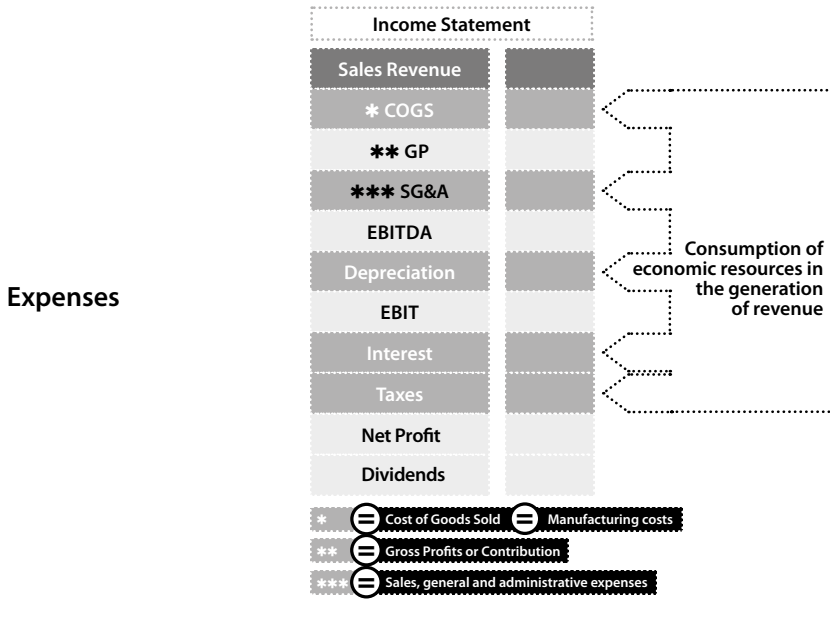 Income Statement
Sales Revenue
* COGS
** GP
*** SG&A
EBITDA
Depreciation
EBIT
Interest
Taxes
Net Profit
Dividends
Expenses
Consumption of
economic resources in
the generation
of revenue
* = Cost of Goods Sold = Manufacturing costs
** = Gross Profits or Contribution
*** = Sales, general and administrative expenses